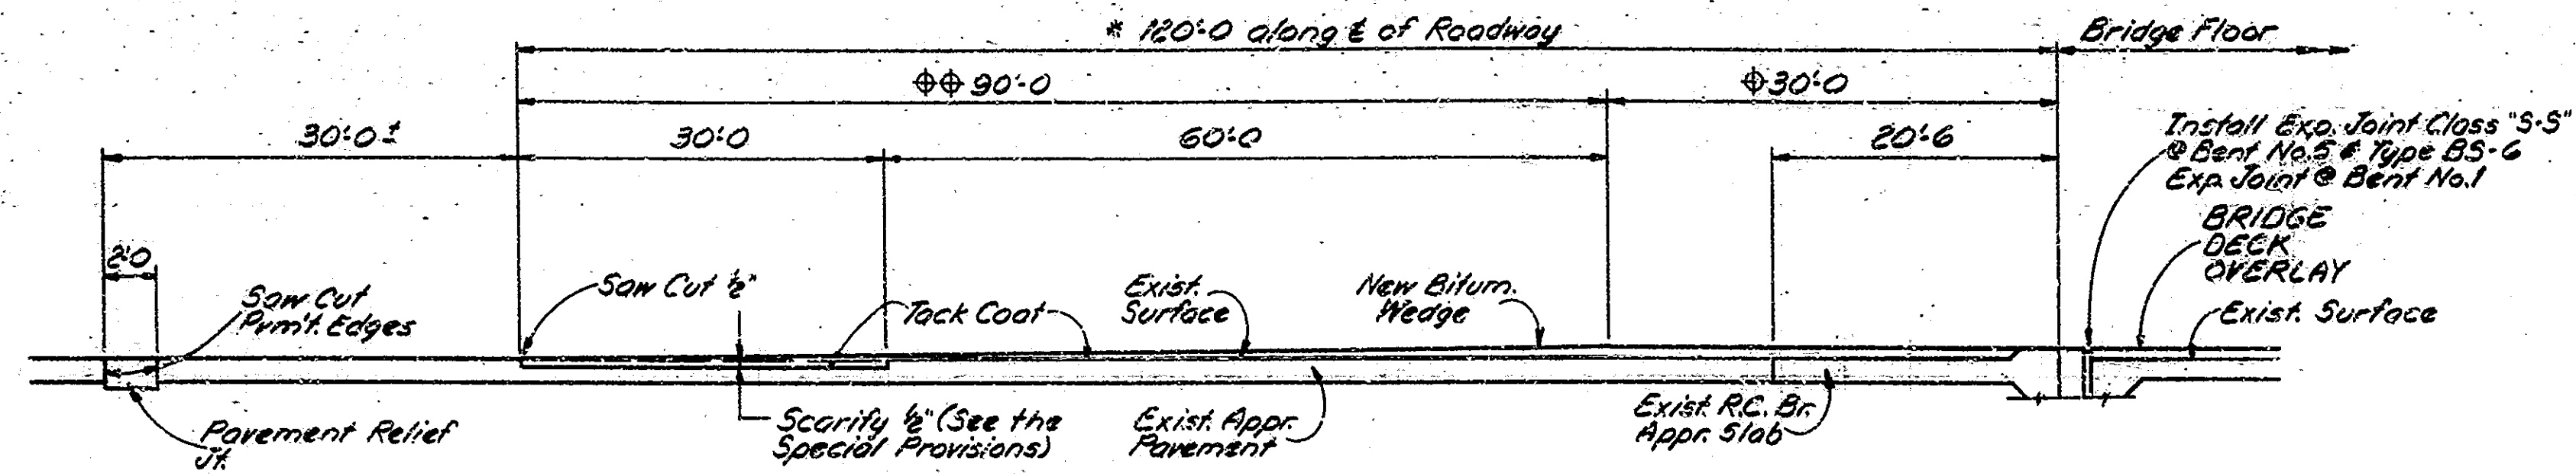 * 120'-0 along ℄ of Roadway
Bridge Floor
⌽⌽ 90'-0
⌽ 30'-0
30'-0 ±
30'-0
60'-0
20'-6
Install Exp. Joint Class "S-S"
@ Bent No.5 & Type BS-6
Exp. Joint @ Bent No.1
BRIDGE
DECK
OVERLAY
Exist. Surface
2'-0
Saw Cut
Pvm't. Edges
Saw Cut ½"
Tack Coat
Exist.
Surface
New Bitum.
Wedge
Pavement Relief
Jt.
Scarify ½" (See the
Special Provisions)
Exist. Appr.
Pavement
Exist. R.C. Br.
Appr. Slab